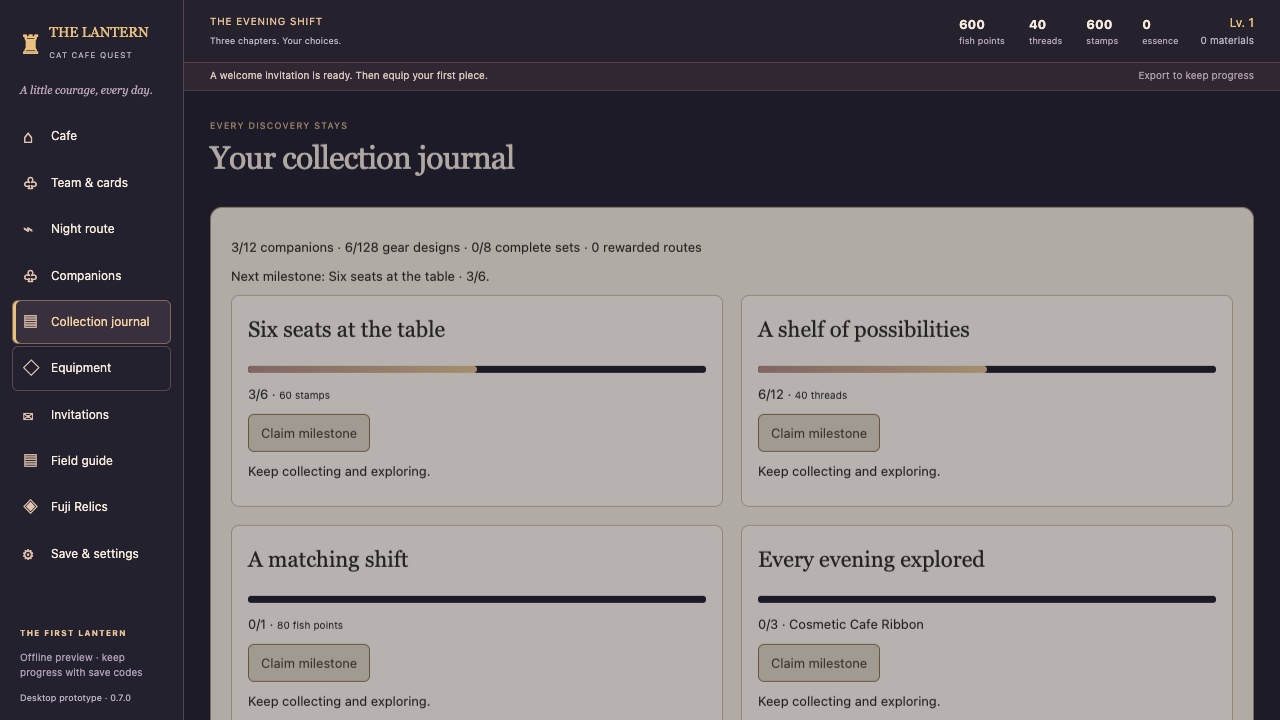 THE LANTERN
CAT CAFE QUEST
A little courage, every day.
Cafe
Team & cards
Night route
Companions
Collection journal
Equipment
Invitations
Field guide
Fuji Relics
Save & settings
THE FIRST LANTERN
Offline preview · keep
progress with save codes
Desktop prototype · 0.7.0
THE EVENING SHIFT
Three chapters. Your choices.
600 fish points
40 threads
600 stamps
0 essence
Lv. 1
0 materials
A welcome invitation is ready. Then equip your first piece.
Export to keep progress
EVERY DISCOVERY STAYS
Your collection journal
3/12 companions · 6/128 gear designs · 0/8 complete sets · 0 rewarded routes
Next milestone: Six seats at the table · 3/6.
Six seats at the table
3/6 · 60 stamps
Claim milestone
Keep collecting and exploring.
A shelf of possibilities
6/12 · 40 threads
Claim milestone
Keep collecting and exploring.
A matching shift
0/1 · 80 fish points
Claim milestone
Keep collecting and exploring.
Every evening explored
0/3 · Cosmetic Cafe Ribbon
Claim milestone
Keep collecting and exploring.